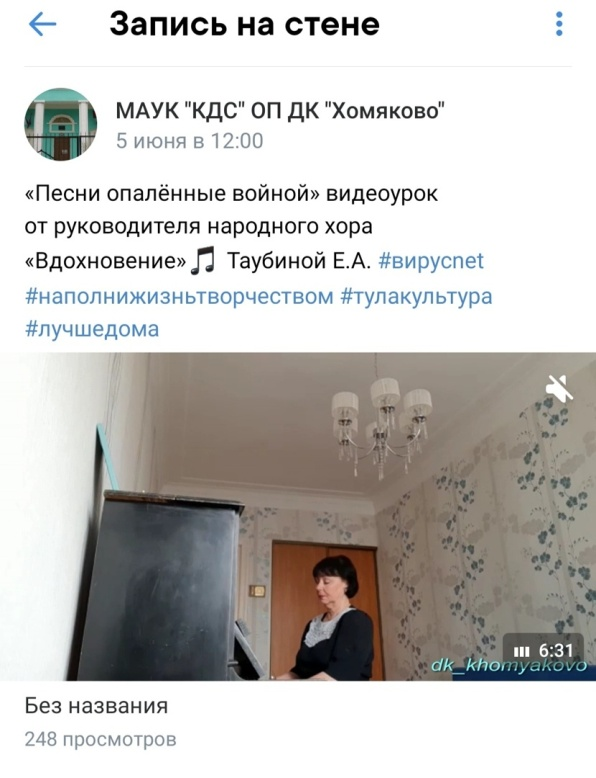 Запись на стене
МАУК "КДС" ОП ДК "Хомяково"
5 июня в 12:00
«Песни опалённые войной» видеоурок
от руководителя народного хора
«Вдохновение»🎵 Таубиной Е.А. #вирусnet
#наполнижизньтворчеством #тулакультура
#лучшедома
6:31
dk_khomyakovo
Без названия
248 просмотров